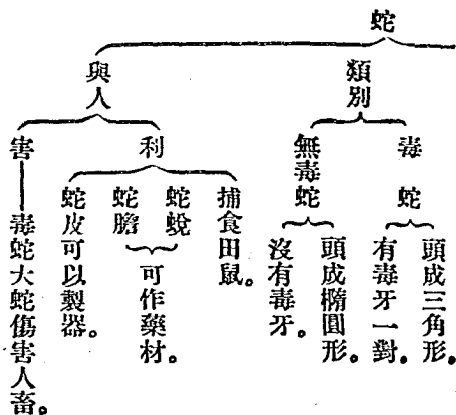 蛇
類別
毒蛇
頭成三角形。
有毒牙一對。
無毒蛇
頭成橢圓形。
沒有毒牙。
與人
利
捕食田鼠。
蛇蛻
蛇膽
可作藥材。
蛇皮可以製器。
害
毒蛇大蛇傷害人畜。